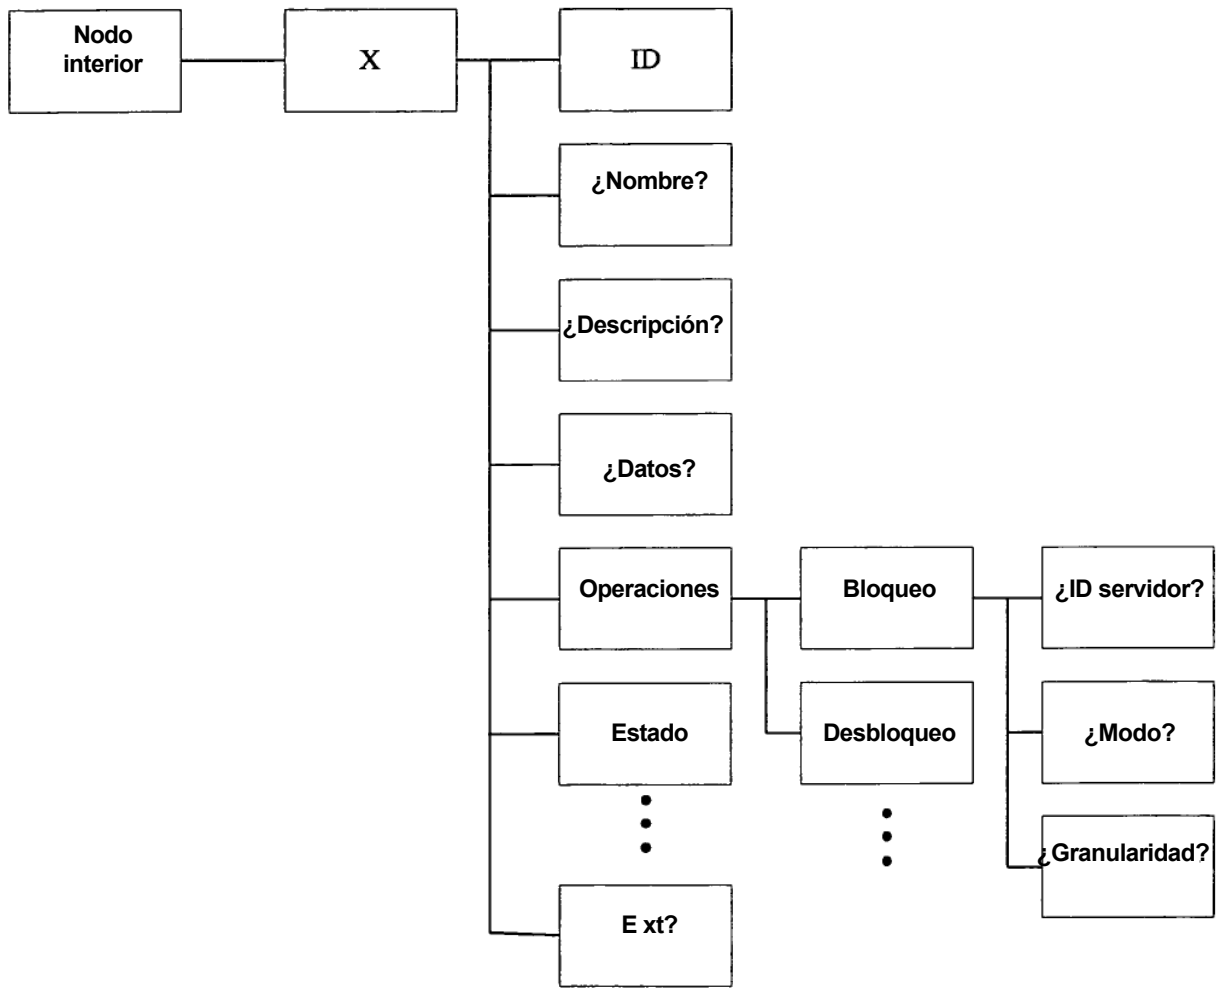 Nodo
interior
X
ID
¿Nombre?
¿Descripción?
¿Datos?
Operaciones
Bloqueo
¿ID servidor?
Estado
Desbloqueo
¿Modo?
¿Granularidad?
E xt?